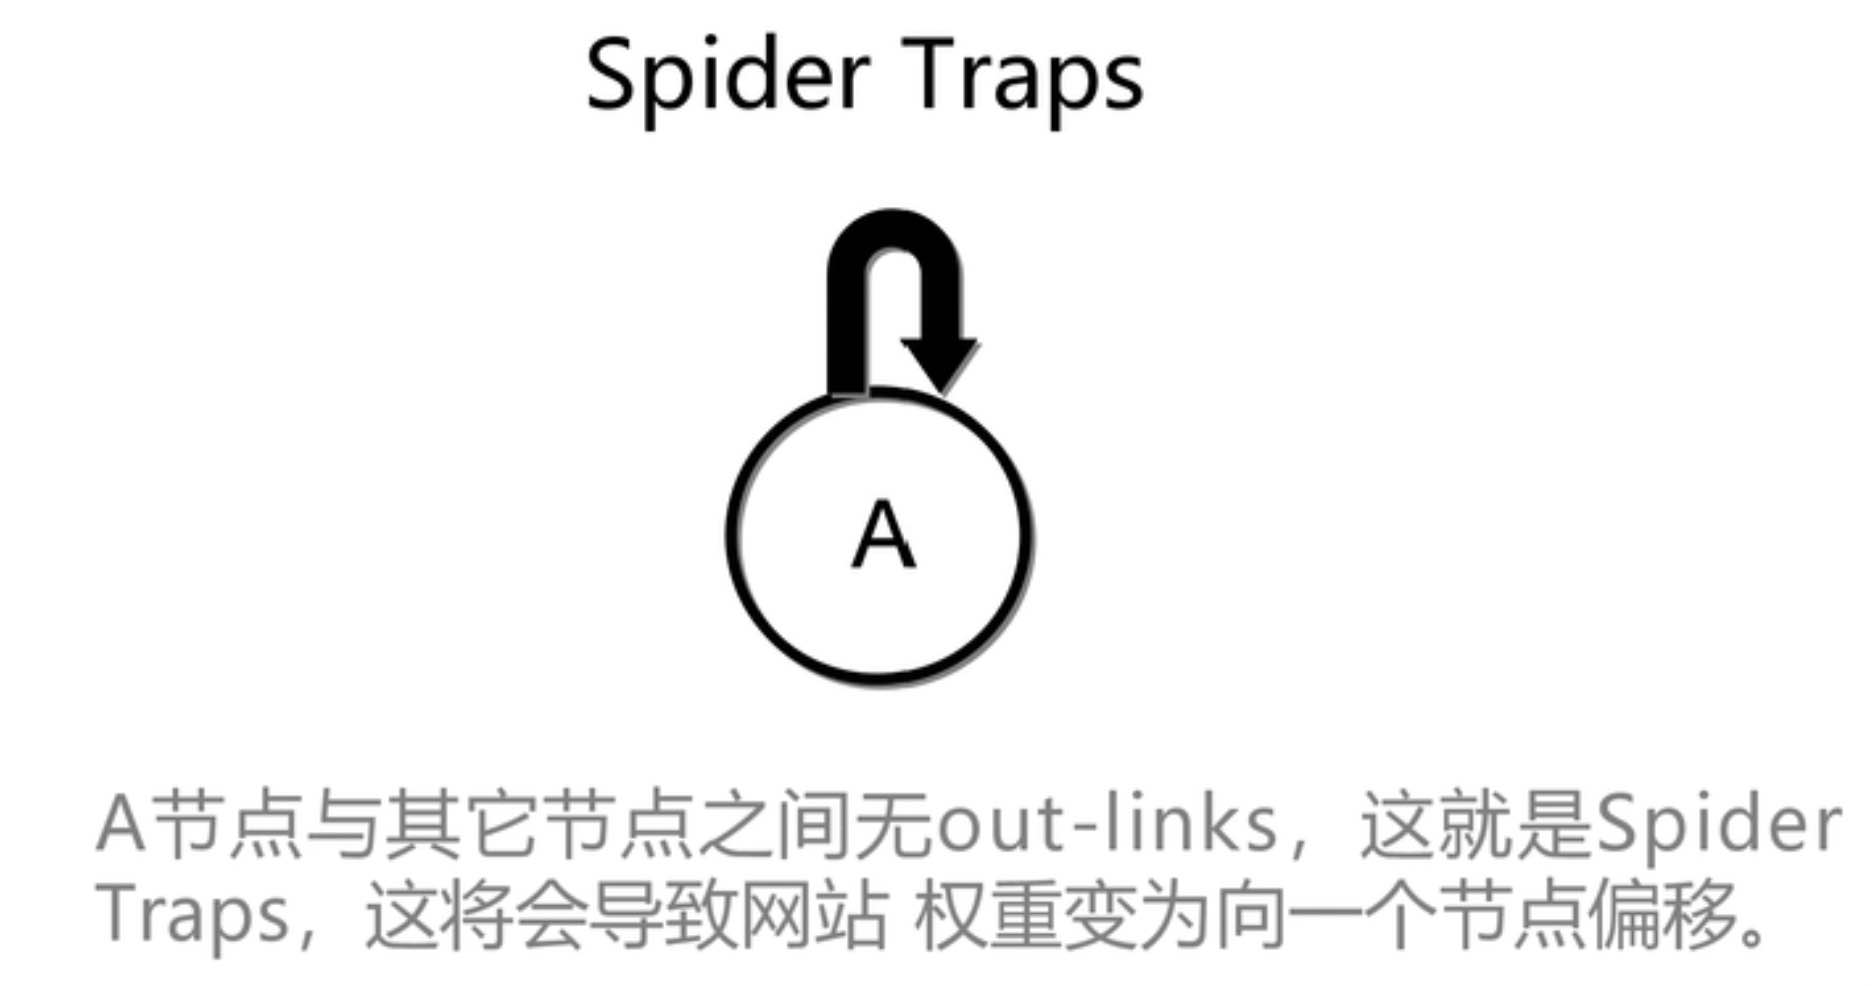 Spider Traps
A
A节点与其它节点之间无out-links，这就是Spider
Traps，这将会导致网站 权重变为向一个节点偏移。